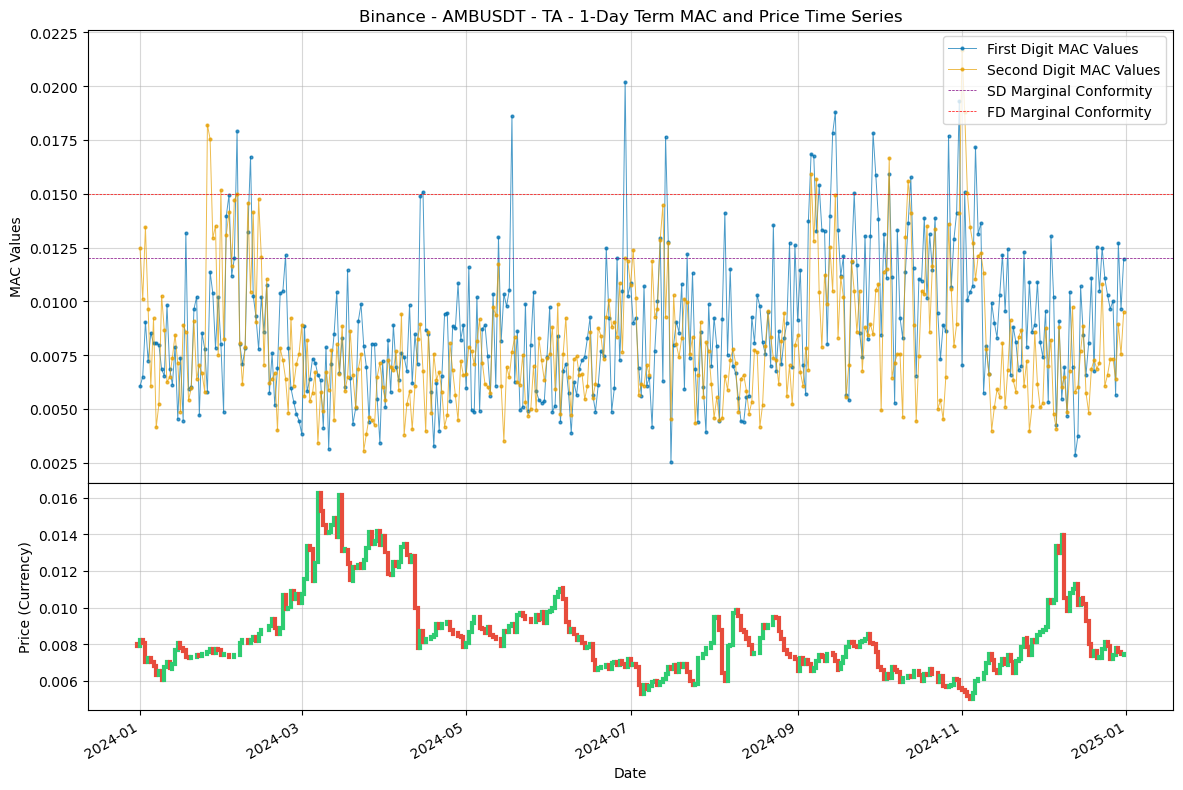 Binance - AMBUSDT - TA - 1-Day Term MAC and Price Time Series
MAC Values
0.0225
0.0200
0.0175
0.0150
0.0125
0.0100
0.0075
0.0050
0.0025
First Digit MAC Values
Second Digit MAC Values
SD Marginal Conformity
FD Marginal Conformity
Price (Currency)
0.016
0.014
0.012
0.010
0.008
0.006
2024-01
2024-03
2024-05
2024-07
2024-09
2024-11
2025-01
Date